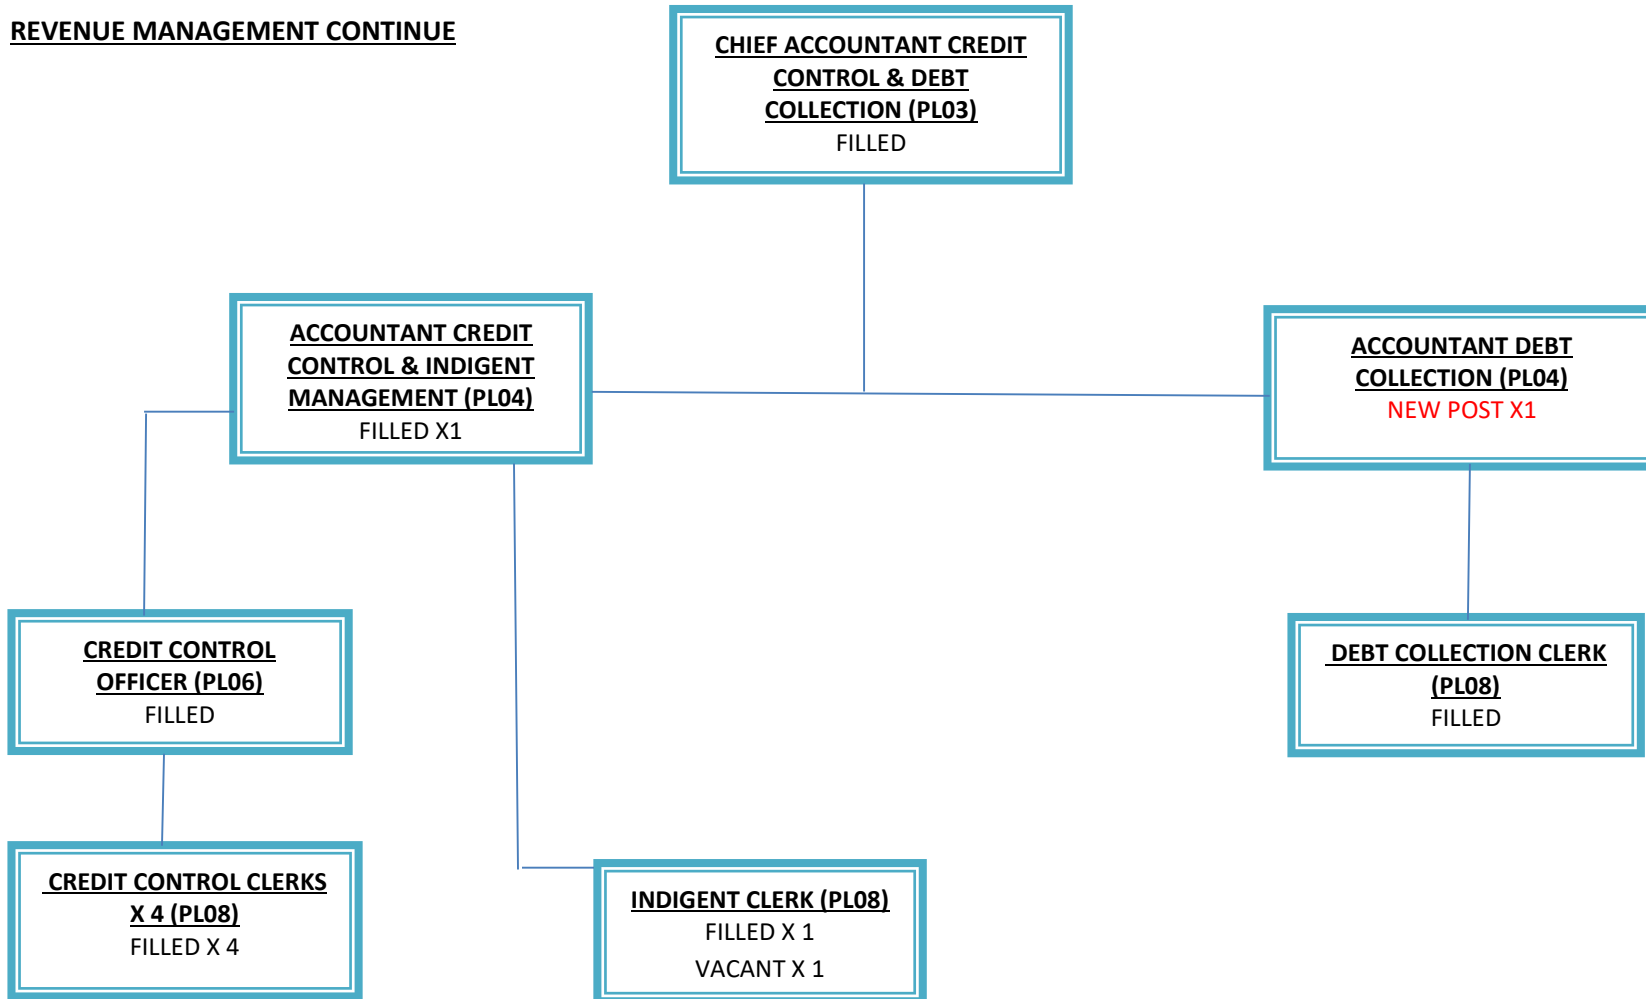 REVENUE MANAGEMENT CONTINUE
CHIEF ACCOUNTANT CREDIT
CONTROL & DEBT
COLLECTION (PL03)
FILLED
ACCOUNTANT CREDIT
CONTROL & INDIGENT
MANAGEMENT (PL04)
FILLED X1
ACCOUNTANT DEBT
COLLECTION (PL04)
NEW POST X1
CREDIT CONTROL
OFFICER (PL06)
FILLED
DEBT COLLECTION CLERK
(PL08)
FILLED
CREDIT CONTROL CLERKS
X 4 (PL08)
FILLED X 4
INDIGENT CLERK (PL08)
FILLED X 1
VACANT X 1